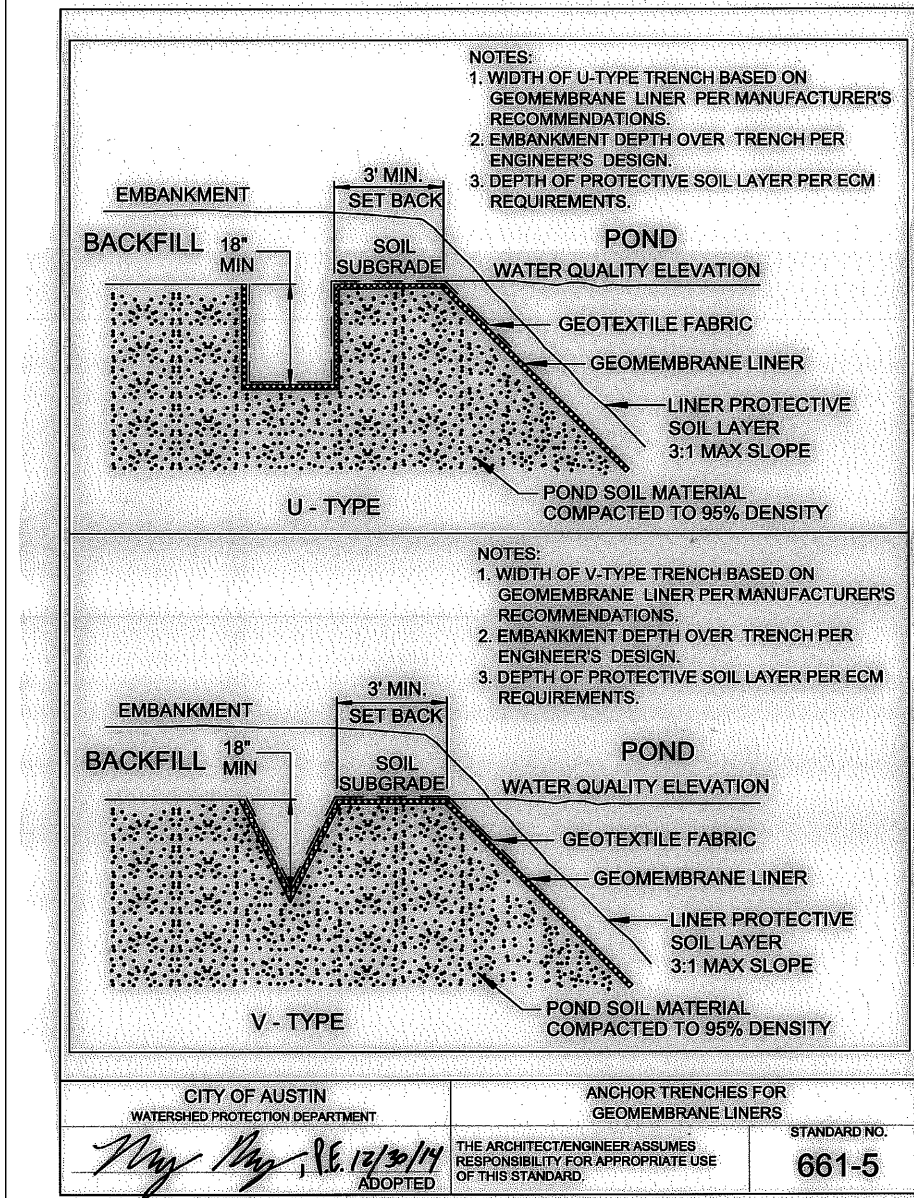 NOTES:
1. WIDTH OF U-TYPE TRENCH BASED ON
GEOMEMBRANE LINER PER MANUFACTURER'S
RECOMMENDATIONS.
2. EMBANKMENT DEPTH OVER TRENCH PER
ENGINEER'S DESIGN.
3. DEPTH OF PROTECTIVE SOIL LAYER PER ECM
REQUIREMENTS.
3' MIN.
SET BACK
EMBANKMENT
BACKFILL
18"
MIN
SOIL
SUBGRADE
POND
WATER QUALITY ELEVATION
GEOTEXTILE FABRIC
GEOMEMBRANE LINER
LINER PROTECTIVE
SOIL LAYER
3:1 MAX SLOPE
POND SOIL MATERIAL
COMPACTED TO 95% DENSITY
U - TYPE
NOTES:
1. WIDTH OF V-TYPE TRENCH BASED ON
GEOMEMBRANE LINER PER MANUFACTURER'S
RECOMMENDATIONS.
2. EMBANKMENT DEPTH OVER TRENCH PER
ENGINEER'S DESIGN.
3. DEPTH OF PROTECTIVE SOIL LAYER PER ECM
REQUIREMENTS.
3' MIN.
SET BACK
EMBANKMENT
BACKFILL
18"
MIN
SOIL
SUBGRADE
POND
WATER QUALITY ELEVATION
GEOTEXTILE FABRIC
GEOMEMBRANE LINER
LINER PROTECTIVE
SOIL LAYER
3:1 MAX SLOPE
POND SOIL MATERIAL
COMPACTED TO 95% DENSITY
V - TYPE
CITY OF AUSTIN
WATERSHED PROTECTION DEPARTMENT
ANCHOR TRENCHES FOR
GEOMEMBRANE LINERS
, P.E. 12/30/14
ADOPTED
THE ARCHITECT/ENGINEER ASSUMES
RESPONSIBILITY FOR APPROPRIATE USE
OF THIS STANDARD.
STANDARD NO.
661-5